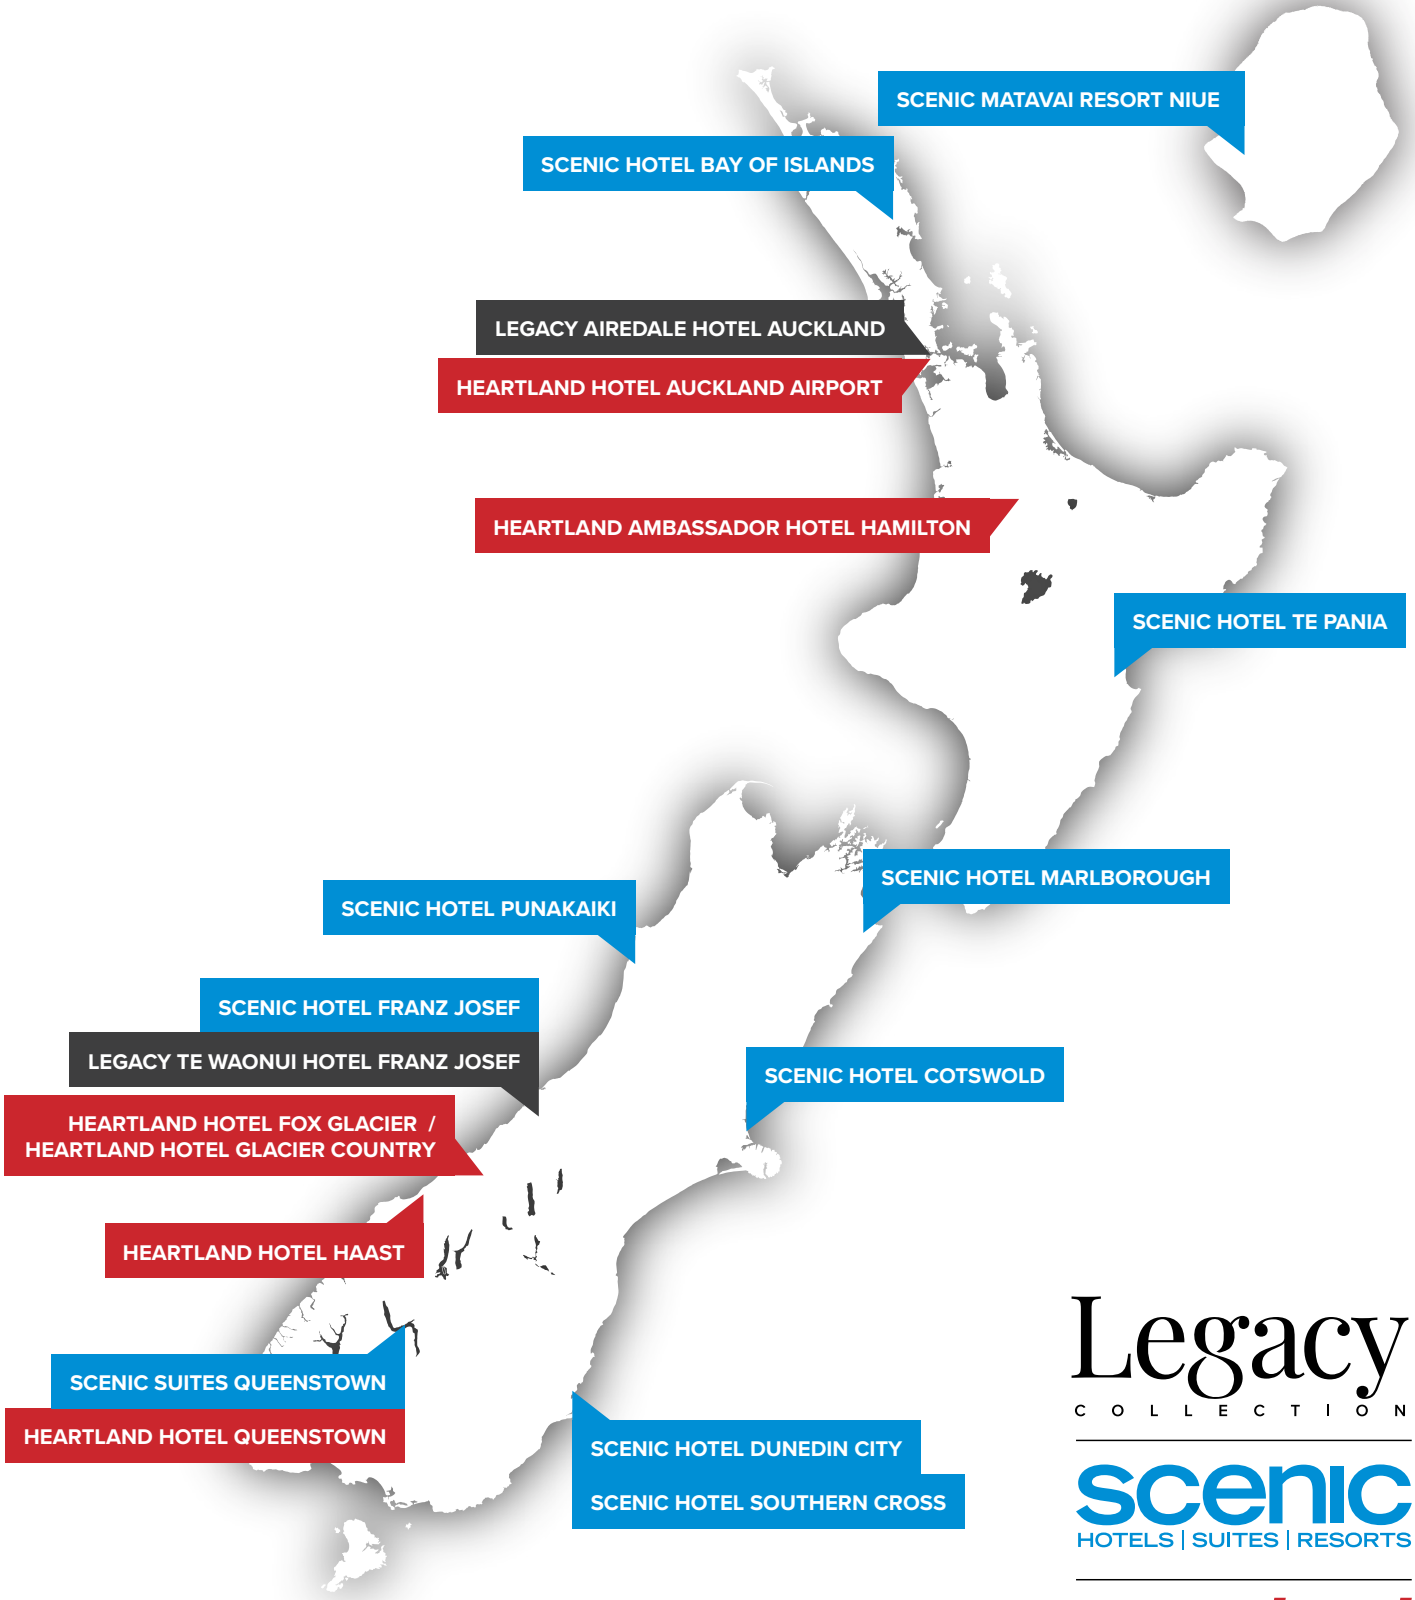 SCENIC MATAVAI RESORT NIUE
SCENIC HOTEL BAY OF ISLANDS
LEGACY AIREDALE HOTEL AUCKLAND
HEARTLAND HOTEL AUCKLAND AIRPORT
HEARTLAND AMBASSADOR HOTEL HAMILTON
SCENIC HOTEL TE PANIA
SCENIC HOTEL MARLBOROUGH
SCENIC HOTEL PUNAKAIKI
SCENIC HOTEL FRANZ JOSEF
LEGACY TE WAONUI HOTEL FRANZ JOSEF
SCENIC HOTEL COTSWOLD
HEARTLAND HOTEL FOX GLACIER /
HEARTLAND HOTEL GLACIER COUNTRY
HEARTLAND HOTEL HAAST
SCENIC SUITES QUEENSTOWN
HEARTLAND HOTEL QUEENSTOWN
SCENIC HOTEL DUNEDIN CITY
SCENIC HOTEL SOUTHERN CROSS
Legacy
COLLECTION
scenic
HOTELS | SUITES | RESORTS